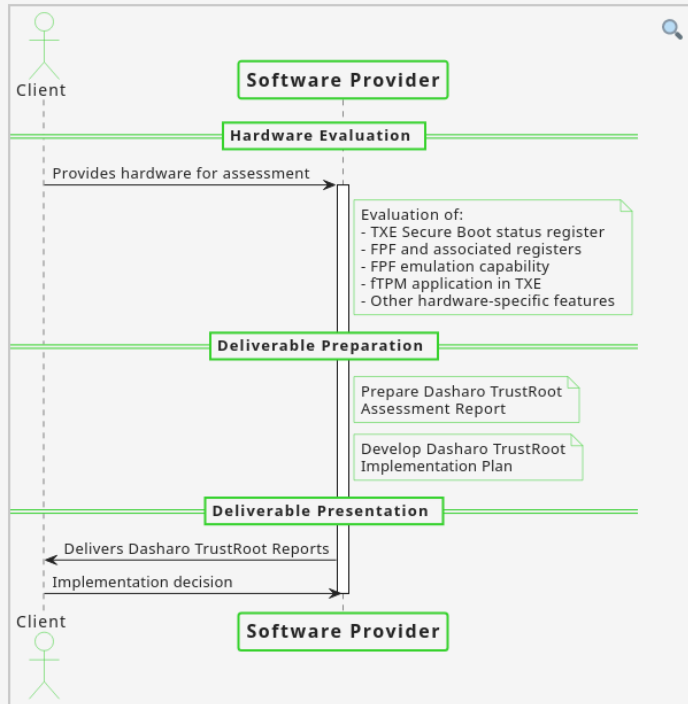 Client
Software Provider
Hardware Evaluation
Provides hardware for assessment
Evaluation of:
- TXE Secure Boot status register
- FPF and associated registers
- FPF emulation capability
- fTPM application in TXE
- Other hardware-specific features
Deliverable Preparation
Prepare Dasharo TrustRoot
Assessment Report
Develop Dasharo TrustRoot
Implementation Plan
Deliverable Presentation
Delivers Dasharo TrustRoot Reports
Implementation decision
Client
Software Provider